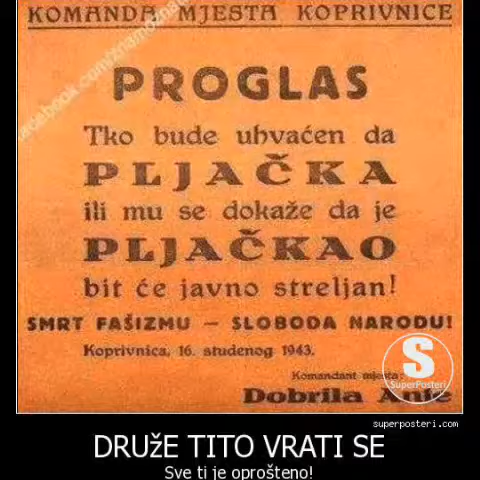 KOMANDA MJESTA KOPRIVNICE
PROGLAS
Tko bude uhvaćen da
PLJAČKA
ili mu se dokaže da je
PLJAČKAO
bit će javno streljan!
SMRT FAŠIZMU — SLOBODA NARODU!
Koprivnica, 16. studenog 1943.
Komandant mjesta:
Dobrila Ante
S
SuperPosteri
superposteri.com
DRUžE TITO VRATI SE
Sve ti je oprošteno!